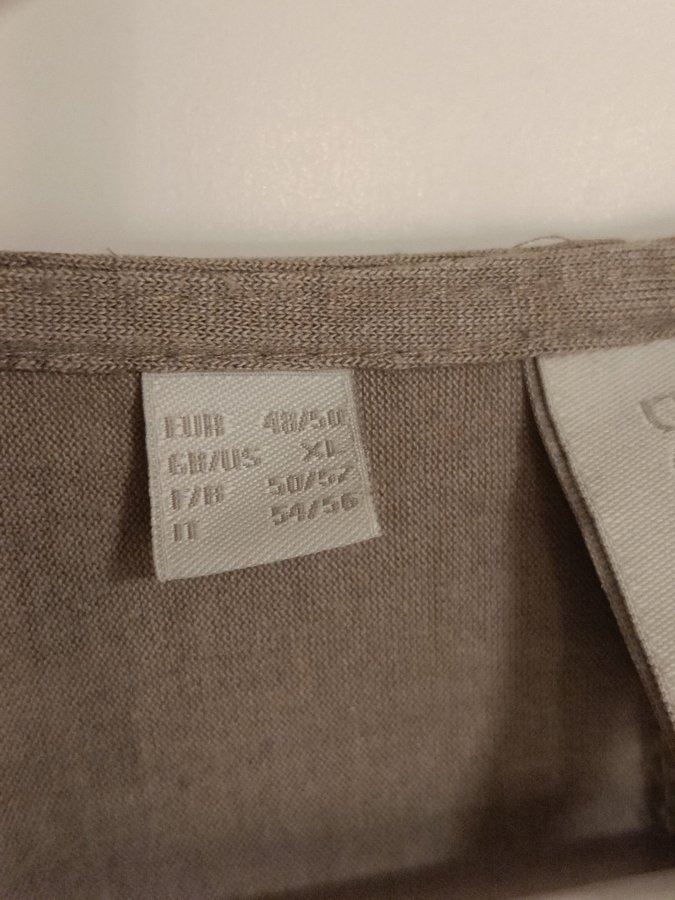 EUR 48/50
GB/US XL
F/B 50/52
IT 54/56